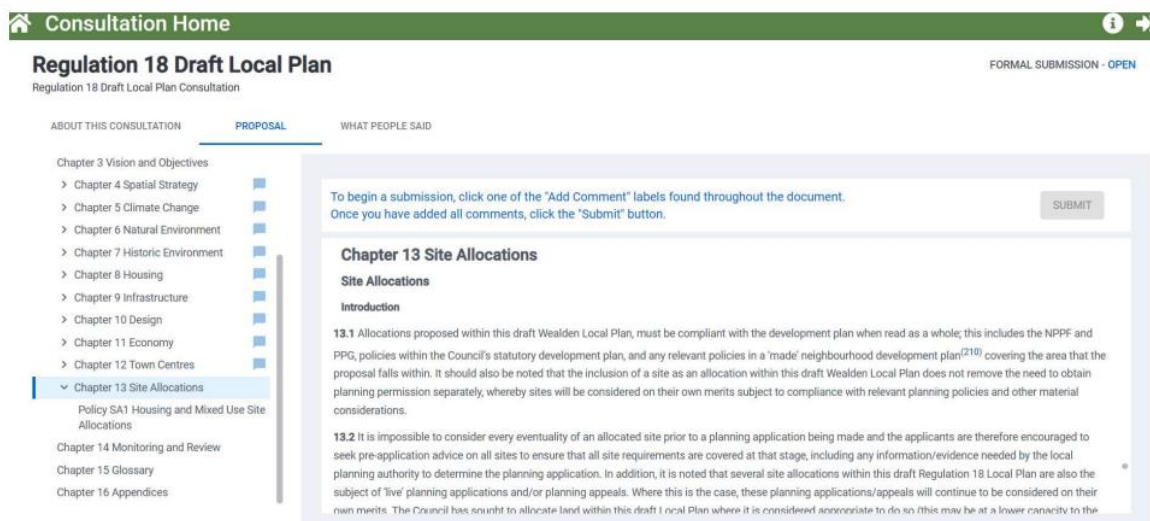 Consultation Home
Regulation 18 Draft Local Plan
FORMAL SUBMISSION - OPEN
Regulation 18 Draft Local Plan Consultation
ABOUT THIS CONSULTATION
PROPOSAL
WHAT PEOPLE SAID
Chapter 3 Vision and Objectives
Chapter 4 Spatial Strategy
Chapter 5 Climate Change
Chapter 6 Natural Environment
Chapter 7 Historic Environment
Chapter 8 Housing
Chapter 9 Infrastructure
Chapter 10 Design
Chapter 11 Economy
Chapter 12 Town Centres
Chapter 13 Site Allocations
Policy SA1 Housing and Mixed Use Site
Allocations
Chapter 14 Monitoring and Review
Chapter 15 Glossary
Chapter 16 Appendices
To begin a submission, click one of the "Add Comment" labels found throughout the document.
Once you have added all comments, click the "Submit" button.
SUBMIT
Chapter 13 Site Allocations
Site Allocations
Introduction
13.1 Allocations proposed within this draft Wealden Local Plan, must be compliant with the development plan when read as a whole; this includes the NPPF and
PPG, policies within the Council's statutory development plan, and any relevant policies in a 'made' neighbourhood development plan(210) covering the area that the
proposal falls within. It should also be noted that the inclusion of a site as an allocation within this draft Wealden Local Plan does not remove the need to obtain
planning permission separately, whereby sites will be considered on their own merits subject to compliance with relevant planning policies and other material
considerations.
13.2 It is impossible to consider every eventuality of an allocated site prior to a planning application being made and the applicants are therefore encouraged to
seek pre-application advice on all sites to ensure that all site requirements are covered at that stage, including any information/evidence needed by the local
planning authority to determine the planning application. In addition, it is noted that several site allocations within this draft Regulation 18 Local Plan are also the
subject of 'live' planning applications and/or planning appeals. Where this is the case, these planning applications/appeals will continue to be considered on their
own merits. The Council has sought to allocate land within this draft Local Plan where it is considered appropriate to do so (this may be at a lower capacity to the